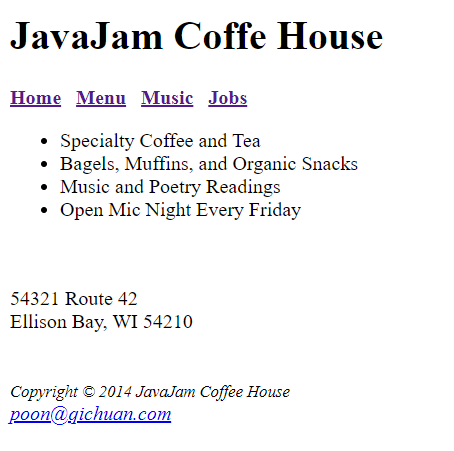 JavaJam Coffe House
Home Menu Music Jobs
• Specialty Coffee and Tea
• Bagels, Muffins, and Organic Snacks
• Music and Poetry Readings
• Open Mic Night Every Friday
54321 Route 42
Ellison Bay, WI 54210
Copyright © 2014 JavaJam Coffee House
poon@qichuan.com